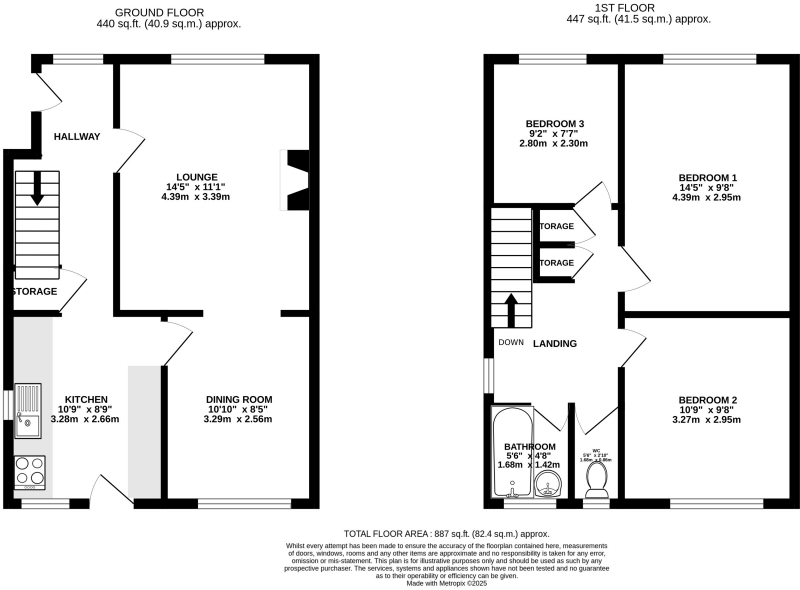 GROUND FLOOR
440 sq.ft. (40.9 sq.m.) approx.
HALLWAY
LOUNGE
14'5" x 11'1"
4.39m x 3.39m
STORAGE
KITCHEN
10'9" x 8'9"
3.28m x 2.66m
DINING ROOM
10'10" x 8'5"
3.29m x 2.56m
1ST FLOOR
447 sq.ft. (41.5 sq.m.) approx.
BEDROOM 3
9'2" x 7'7"
2.80m x 2.30m
BEDROOM 1
14'5" x 9'8"
4.39m x 2.95m
TORAGE
TORAGE
DOWN
LANDING
BEDROOM 2
10'9" x 9'8"
3.27m x 2.95m
BATHROOM
5'6" x 4'8"
1.68m x 1.42m
WC
5'6" x 2'10"
TOTAL FLOOR AREA : 887 sq.ft. (82.4 sq.m.) approx.
Whilst every attempt has been made to ensure the accuracy of the floorplan contained here, measurements
of doors, windows, rooms and any other items are approximate and no responsibility is taken for any error,
omission or mis-statement. This plan is for illustrative purposes only and should be used as such by any
prospective purchaser. The services, systems and appliances shown have not been tested and no guarantee
as to their operability or efficiency can be given.
Made with Metropix ©2025